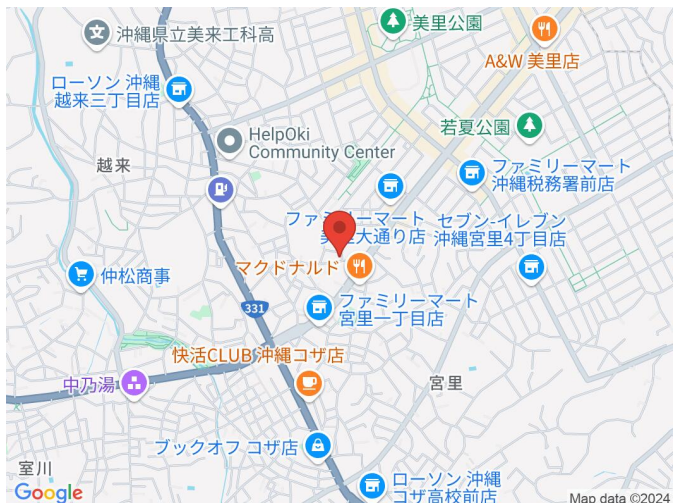 美里公園
沖縄県立美来工科高
A&W 美里店
ローソン 沖縄
越来三丁目店
若夏公園
HelpOki
Community Center
越来
ファミリーマート
沖縄税務署前店
ファミリーマート
美里大通り店
セブン-イレブン
沖縄宮里4丁目店
マクドナルド
仲松商事
331
ファミリーマート
宮里一丁目店
快活CLUB 沖縄コザ店
中乃湯
宮里
ブックオフ コザ店
室川
ローソン 沖縄
コザ高校前店
Google
Map data ©2024